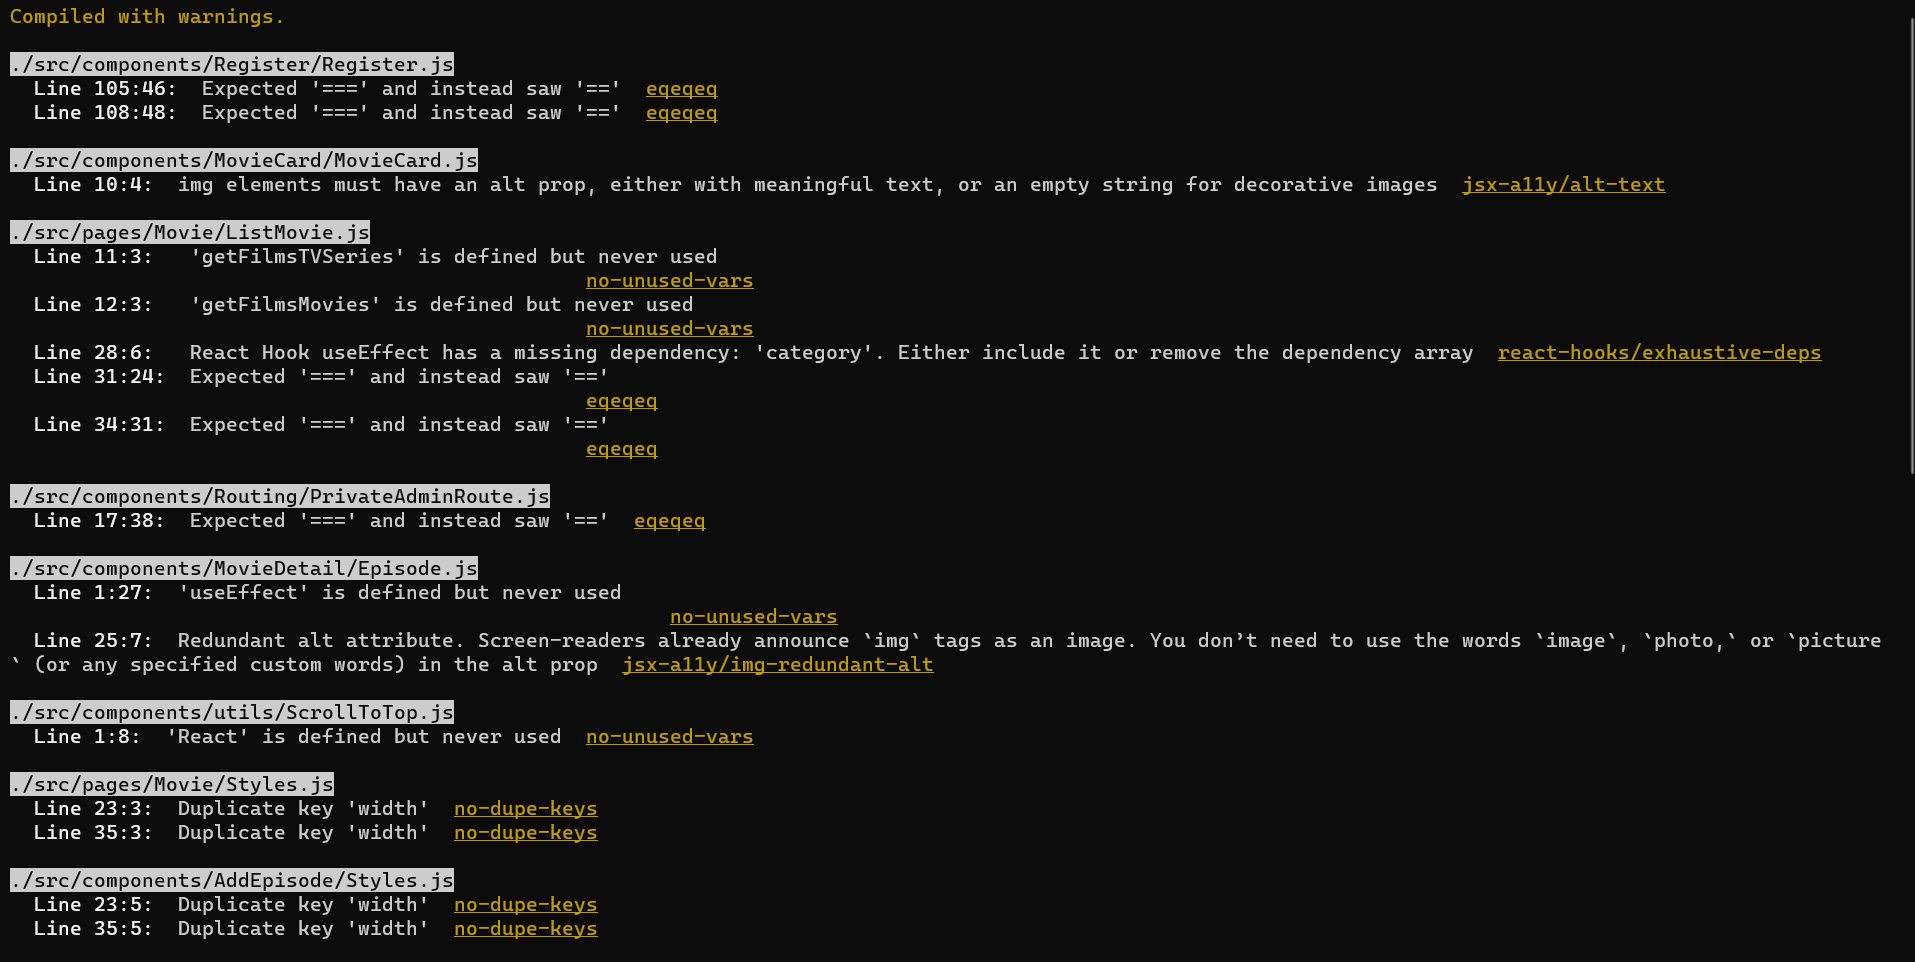 Compiled with warnings.
./src/components/Register/Register.js
Line 105:46:  Expected '===' and instead saw '=='  eqeqeq
Line 108:48:  Expected '===' and instead saw '=='  eqeqeq
./src/components/MovieCard/MovieCard.js
Line 10:4:  img elements must have an alt prop, either with meaningful text, or an empty string for decorative images  jsx-a11y/alt-text
./src/pages/Movie/ListMovie.js
Line 11:3:   'getFilmsTVSeries' is defined but never used
no-unused-vars
Line 12:3:   'getFilmsMovies' is defined but never used
no-unused-vars
Line 28:6:   React Hook useEffect has a missing dependency: 'category'. Either include it or remove the dependency array  react-hooks/exhaustive-deps
Line 31:24:  Expected '===' and instead saw '=='
eqeqeq
Line 34:31:  Expected '===' and instead saw '=='
eqeqeq
./src/components/Routing/PrivateAdminRoute.js
Line 17:38:  Expected '===' and instead saw '=='  eqeqeq
./src/components/MovieDetail/Episode.js
Line 1:27:  'useEffect' is defined but never used
no-unused-vars
Line 25:7:  Redundant alt attribute. Screen-readers already announce `img` tags as an image. You don’t need to use the words `image`, `photo,` or `picture
` (or any specified custom words) in the alt prop  jsx-a11y/img-redundant-alt
./src/components/utils/ScrollToTop.js
Line 1:8:  'React' is defined but never used  no-unused-vars
./src/pages/Movie/Styles.js
Line 23:3:  Duplicate key 'width'  no-dupe-keys
Line 35:3:  Duplicate key 'width'  no-dupe-keys
./src/components/AddEpisode/Styles.js
Line 23:5:  Duplicate key 'width'  no-dupe-keys
Line 35:5:  Duplicate key 'width'  no-dupe-keys